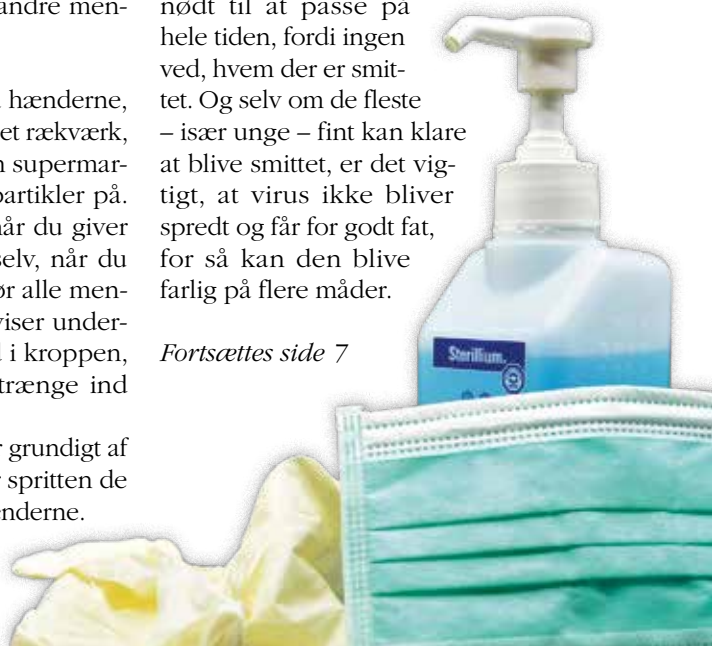 andre men-
hænderne,
et rækværk,
supermar-
partikler på.
når du giver
selv, når du
ør alle men-
viser under-
i kroppen,
trænge ind
grundigt af
spritten de
enderne.
nødt til at passe på
hele tiden, fordi ingen
ved, hvem der er smit-
tet. Og selv om de fleste
– især unge – fint kan klare
at blive smittet, er det vig-
tigt, at virus ikke bliver
spredt og får for godt fat,
for så kan den blive
farlig på flere måder.
Fortsættes side 7
Sterillium